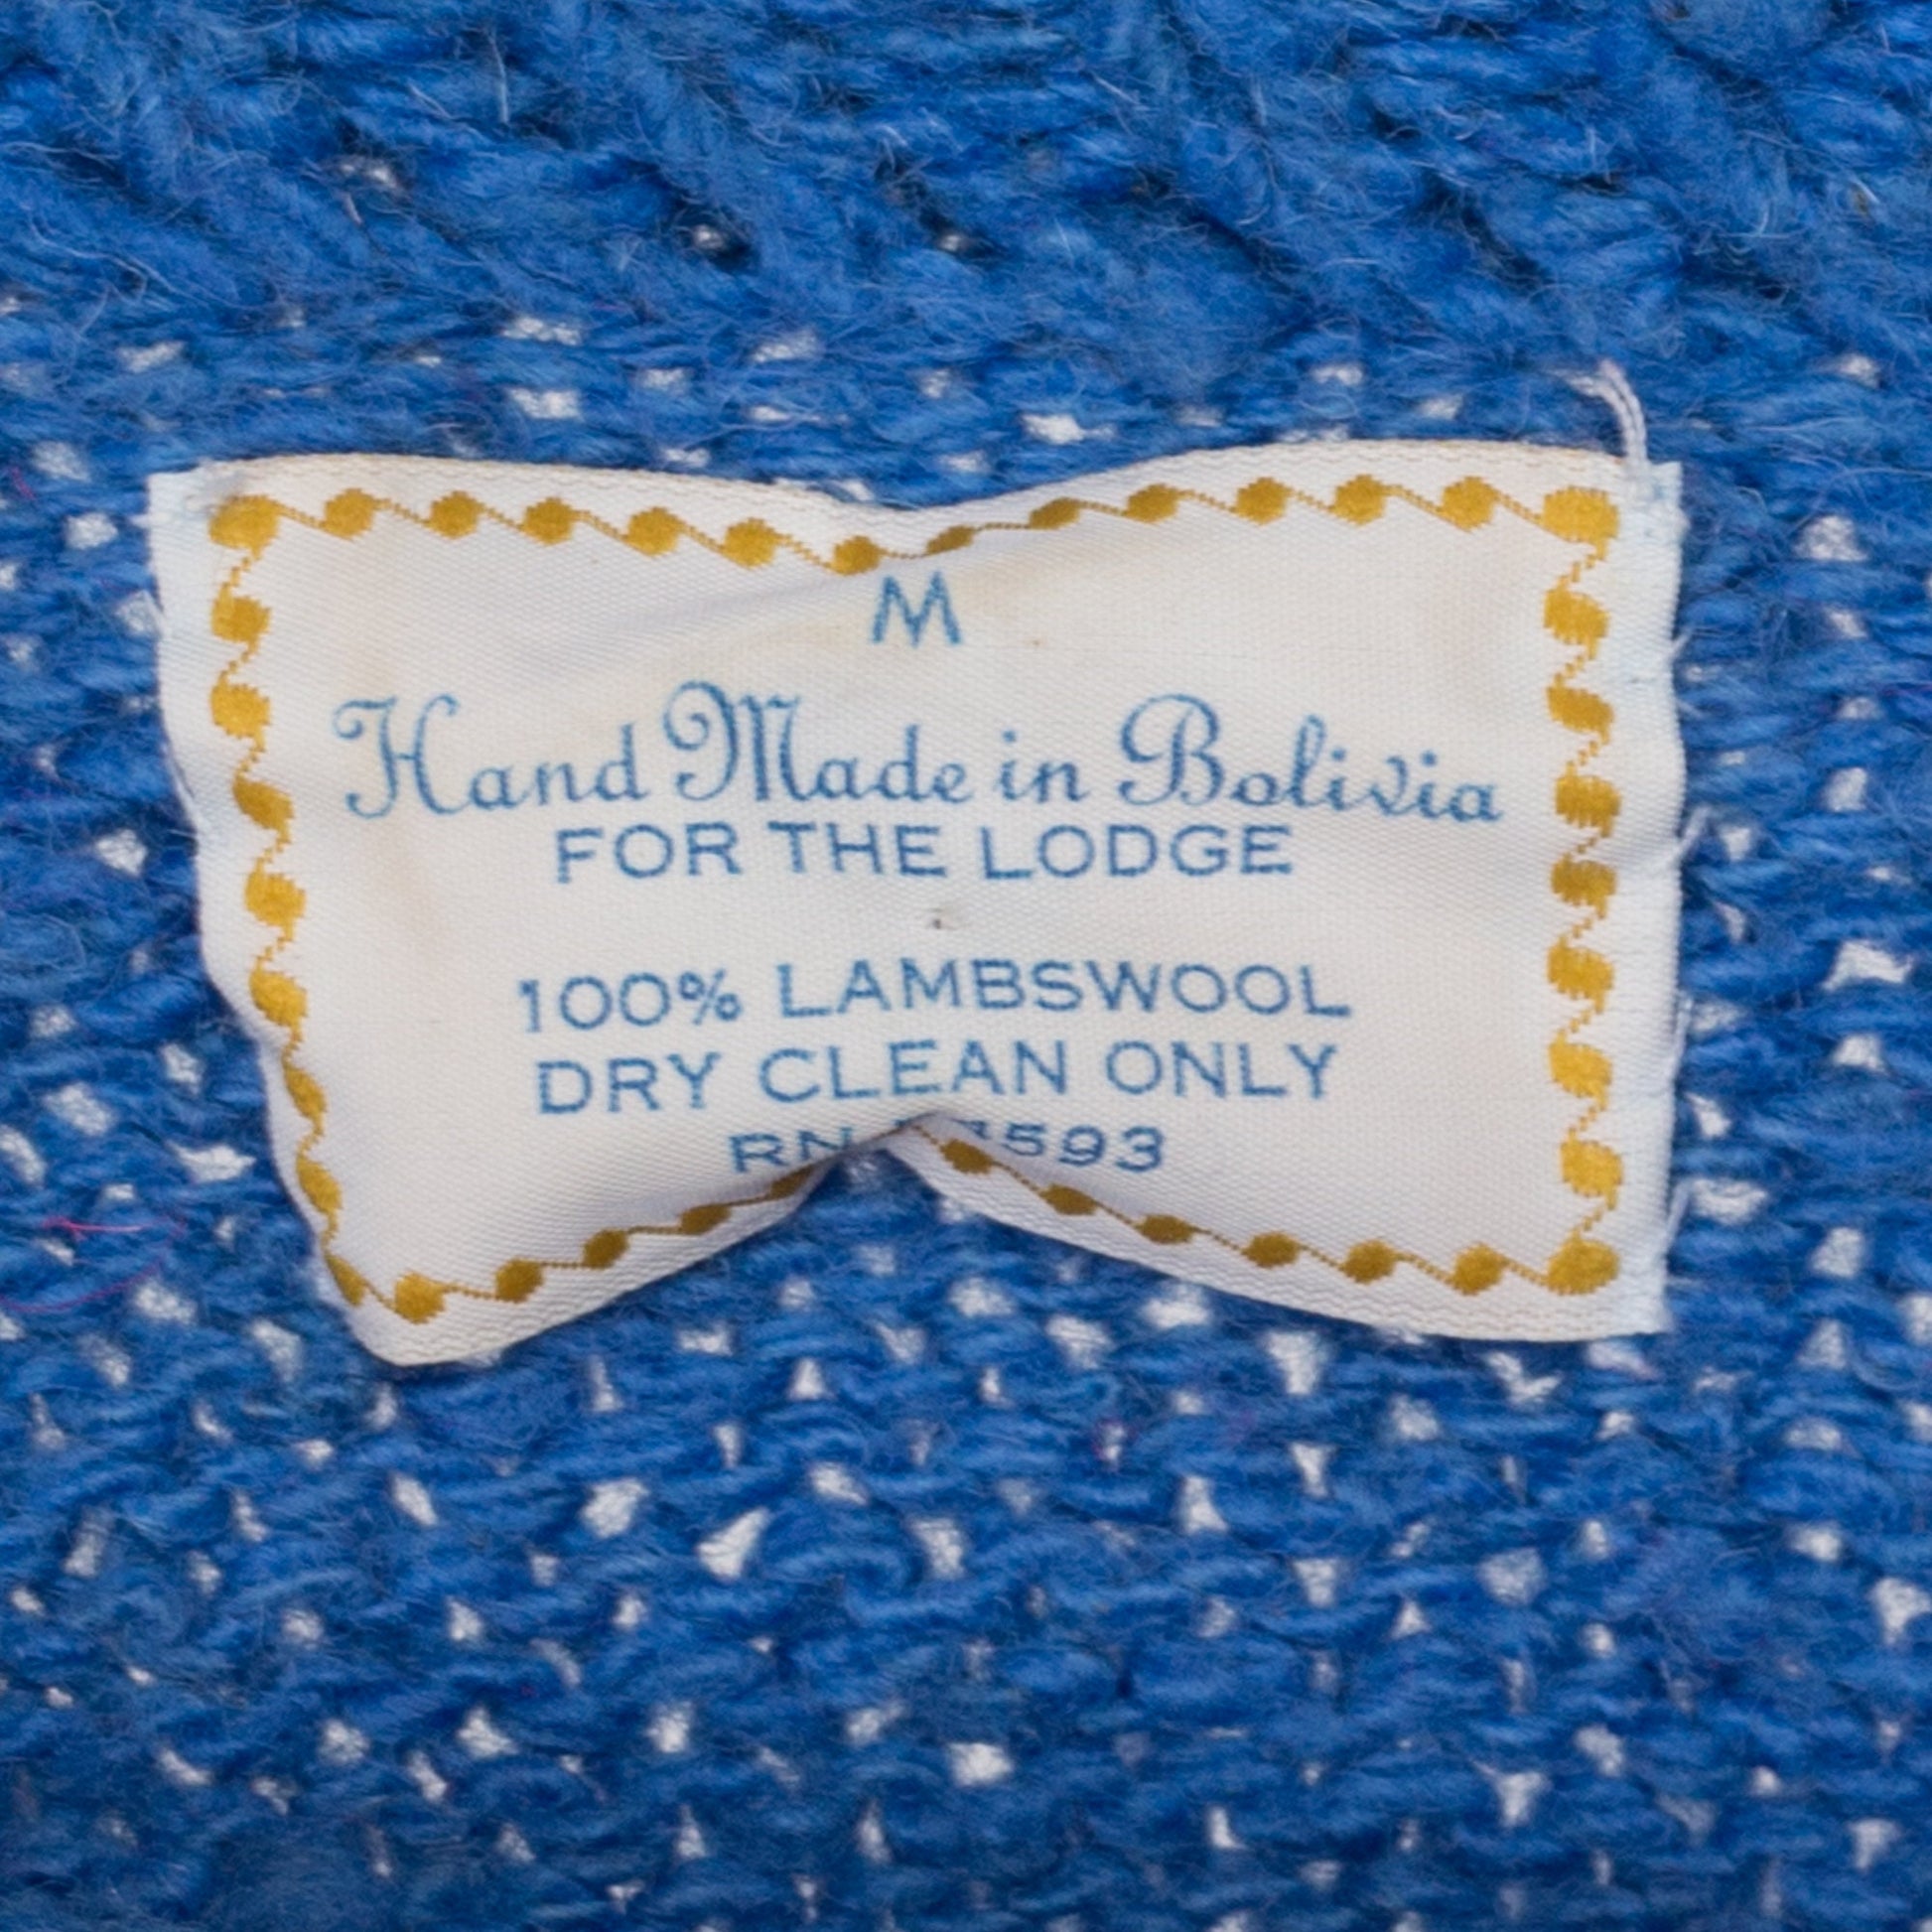 M
Hand Made in Bolivia
FOR THE LODGE
100% LAMBSWOOL
DRY CLEAN ONLY
RN